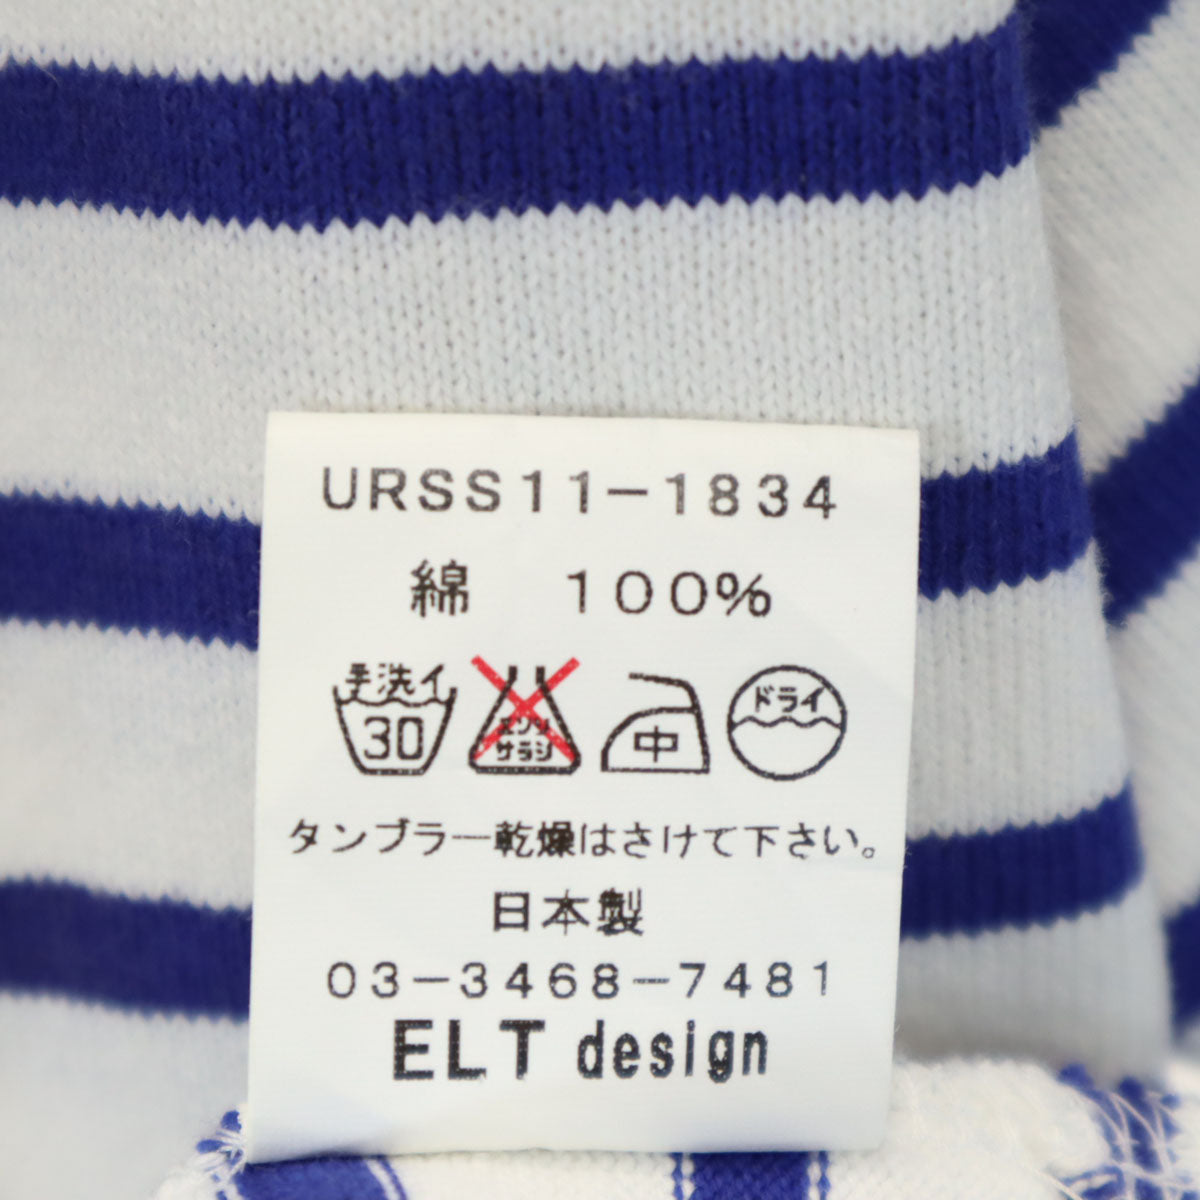 URSS11-1834
綿　100%
手洗イ 30 エンソ サラシ 中 ドライ
タンブラー乾燥はさけて下さい。
日本製
03-3468-7481
ELT design